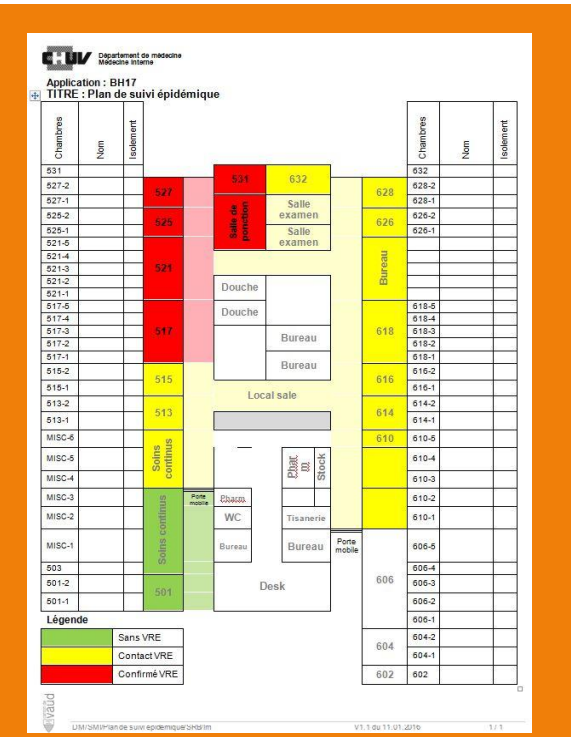 CHUV
Département de médecine
Médecine interne
Application : BH17
TITRE : Plan de suivi épidémique
Chambres Nom Isolement
Chambres Nom Isolement
531
527-2
527-1
525-2
525-1
521-5
521-4
521-3
521-2
521-1
517-5
517-4
517-3
517-2
517-1
515-2
515-1
513-2
513-1
MISC-6
MISC-5
MISC-4
MISC-3
MISC-2
MISC-1
503
501-2
501-1
527
525
521
517
515
513
Soins continus
Soins continus
501
531
632
Salle de ponction
Salle examen
Salle examen
Douche
Douche
Bureau
Bureau
Local sale
Pharm
Stock
Porte mobile
Pharm
WC
Tisanerie
Bureau
Bureau
Porte mobile
Desk
628
626
Bureau
618
616
614
610
606
604
602
632
628-2
628-1
626-2
626-1
618-5
618-4
618-3
618-2
618-1
616-2
616-1
614-2
614-1
610-5
610-4
610-3
610-2
610-1
606-5
606-4
606-3
606-2
606-1
604-2
604-1
602
Légende
Sans VRE
Contact VRE
Confirmé VRE
vaud
DM/SMI/Plan de suivi épidémique/SRB/lm
V1.1 du 11.01.2016
1 / 1